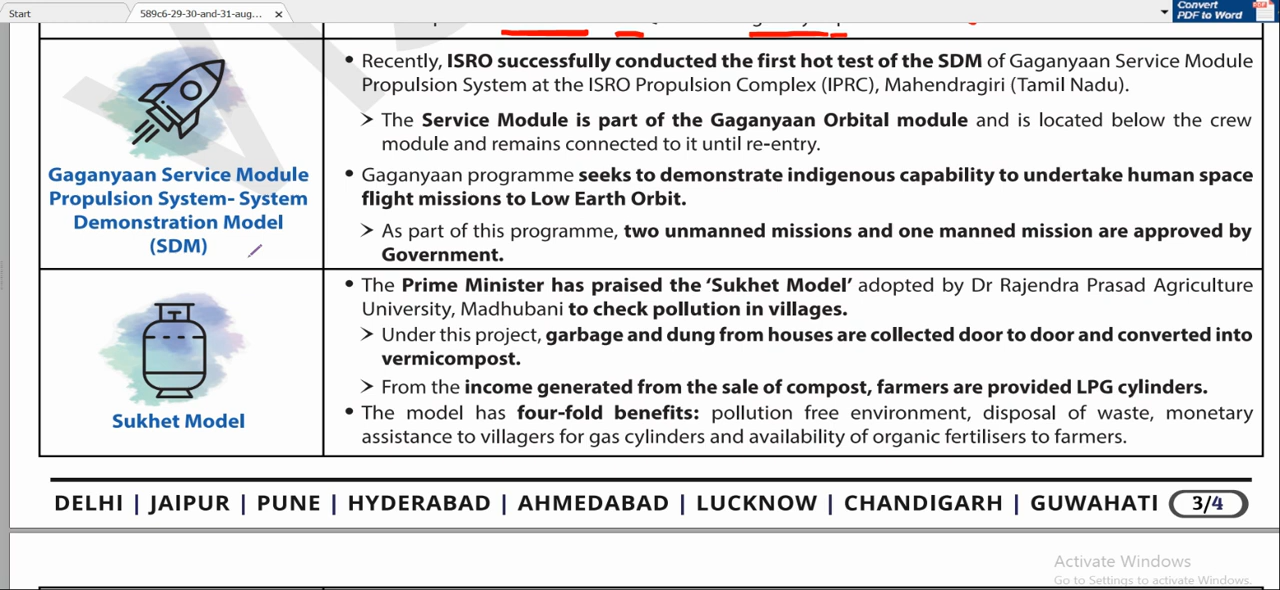 Start
589c6-29-30-and-31-aug...
Convert
PDF to Word
Recently, ISRO successfully conducted the first hot test of the SDM of Gaganyaan Service Module
Propulsion System at the ISRO Propulsion Complex (IPRC), Mahendragiri (Tamil Nadu).
The Service Module is part of the Gaganyaan Orbital module and is located below the crew
module and remains connected to it until re-entry.
Gaganyaan Service Module
Propulsion System- System
Demonstration Model
(SDM)
Gaganyaan programme seeks to demonstrate indigenous capability to undertake human space
flight missions to Low Earth Orbit.
As part of this programme, two unmanned missions and one manned mission are approved by
Government.
The Prime Minister has praised the ‘Sukhet Model’ adopted by Dr Rajendra Prasad Agriculture
University, Madhubani to check pollution in villages.
Under this project, garbage and dung from houses are collected door to door and converted into
vermicompost.
From the income generated from the sale of compost, farmers are provided LPG cylinders.
Sukhet Model
The model has four-fold benefits: pollution free environment, disposal of waste, monetary
assistance to villagers for gas cylinders and availability of organic fertilisers to farmers.
DELHI | JAIPUR | PUNE | HYDERABAD | AHMEDABAD | LUCKNOW | CHANDIGARH | GUWAHATI 3/4
Activate Windows
Go to Settings to activate Windows.